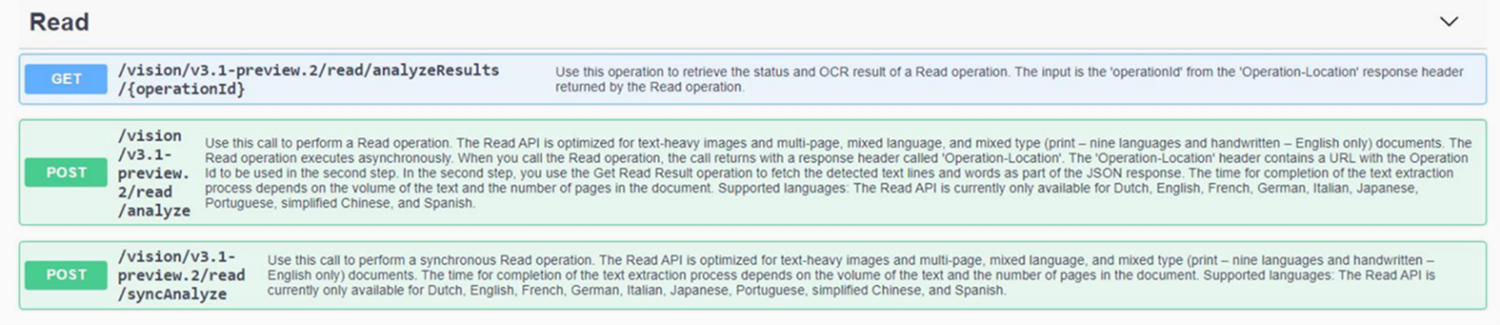 Read
GET
/vision/v3.1-preview.2/read/analyzeResults
/{operationId}
Use this operation to retrieve the status and OCR result of a Read operation. The input is the 'operationId' from the 'Operation-Location' response header
returned by the Read operation.
POST
/vision
/v3.1-
preview.
2/read
/analyze
Use this call to perform a Read operation. The Read API is optimized for text-heavy images and multi-page, mixed language, and mixed type (print – nine languages and handwritten – English only) documents. The
Read operation executes asynchronously. When you call the Read operation, the call returns with a response header called 'Operation-Location'. The 'Operation-Location' header contains a URL with the Operation
Id to be used in the second step. In the second step, you use the Get Read Result operation to fetch the detected text lines and words as part of the JSON response. The time for completion of the text extraction
process depends on the volume of the text and the number of pages in the document. Supported languages: The Read API is currently only available for Dutch, English, French, German, Italian, Japanese,
Portuguese, simplified Chinese, and Spanish.
POST
/vision/v3.1-
preview.2/read
/syncAnalyze
Use this call to perform a synchronous Read operation. The Read API is optimized for text-heavy images and multi-page, mixed language, and mixed type (print – nine languages and handwritten –
English only) documents. The time for completion of the text extraction process depends on the volume of the text and the number of pages in the document. Supported languages: The Read API is
currently only available for Dutch, English, French, German, Italian, Japanese, Portuguese, simplified Chinese, and Spanish.